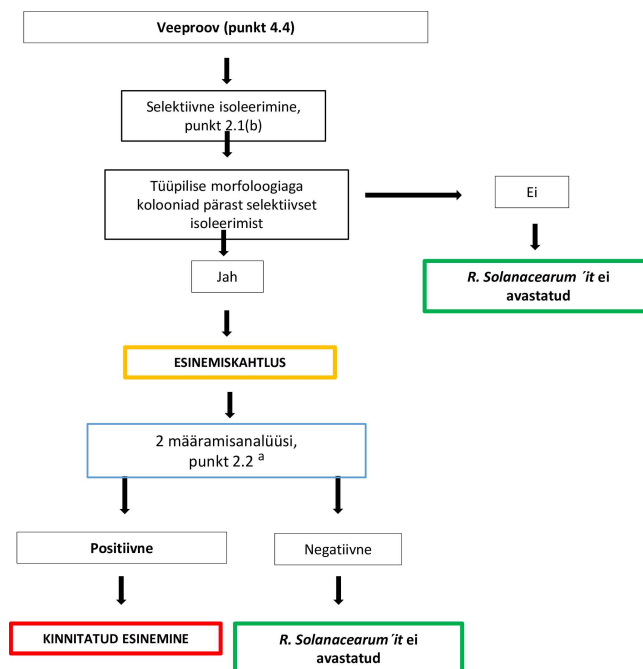 Veeproov (punkt 4.4)
Selektiivne isoleerimine,
punkt 2.1(b)
Tüüpilise morfoloogiaga
kolooniad pärast selektiivset
isoleerimist
Ei
Jah
R. Solanacearum ´it ei
avastatud
ESINEMISKAHTLUS
2 määramisanalüüsi,
punkt 2.2 a
Positiivne
Negatiivne
KINNITATUD ESINEMINE
R. Solanacearum´it ei
avastatud